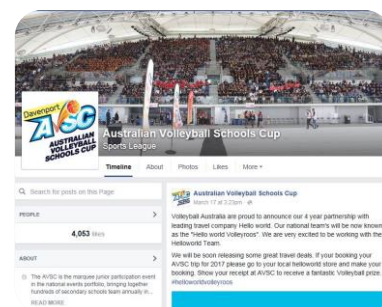 Davenport
AVSC
AUSTRALIAN
VOLLEYBALL
SCHOOLS CUP
Australian Volleyball Schools Cup
Sports League
Timeline About Photos Likes More
Search for posts on this Page
PEOPLE
4,053 likes
ABOUT
The AVSC is the marquee junior participation event
in the national events portfolio, bringing together
hundreds of secondary schools team annually in...
READ MORE
Australian Volleyball Schools Cup
March 17 at 3:23pm
Volleyball Australia are proud to announce our 4 year partnership with
leading travel company Hello world. Our national team's will be now known
as the "Hello world Volleyroos". We are very excited to be working with the
Helloworld Team.
We will be soon releasing some great travel deals. If your booking your
AVSC trip for 2017 please go to your local helloworld store and make your
booking. Show your receipt at AVSC to receive a fantastic Volleyball prize.
#helloworldvolleyroos